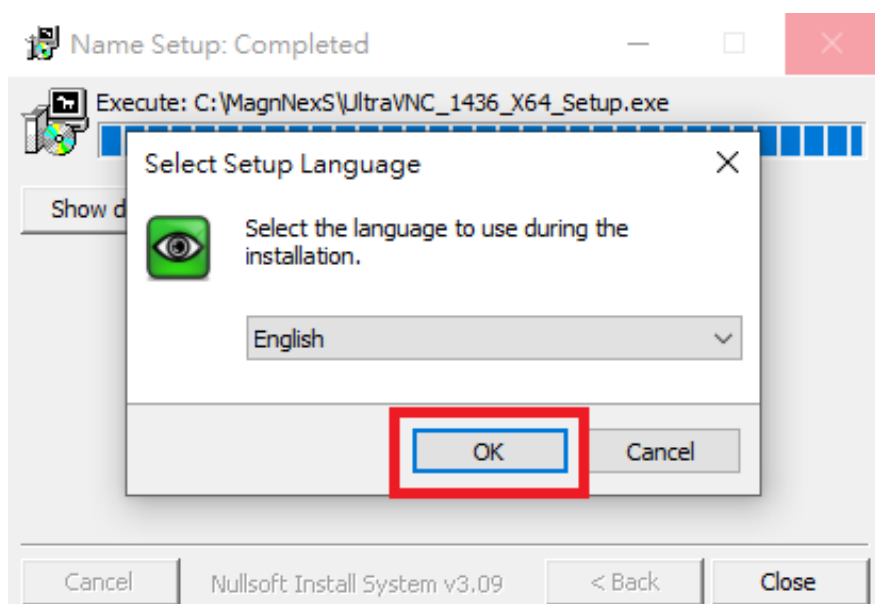 Name Setup: Completed
Execute: C:\MagnNexS\UltraVNC_1436_X64_Setup.exe
Select Setup Language
Show d
Select the language to use during the
installation.
English
OK
Cancel
Cancel
Nullsoft Install System v3.09
< Back
Close